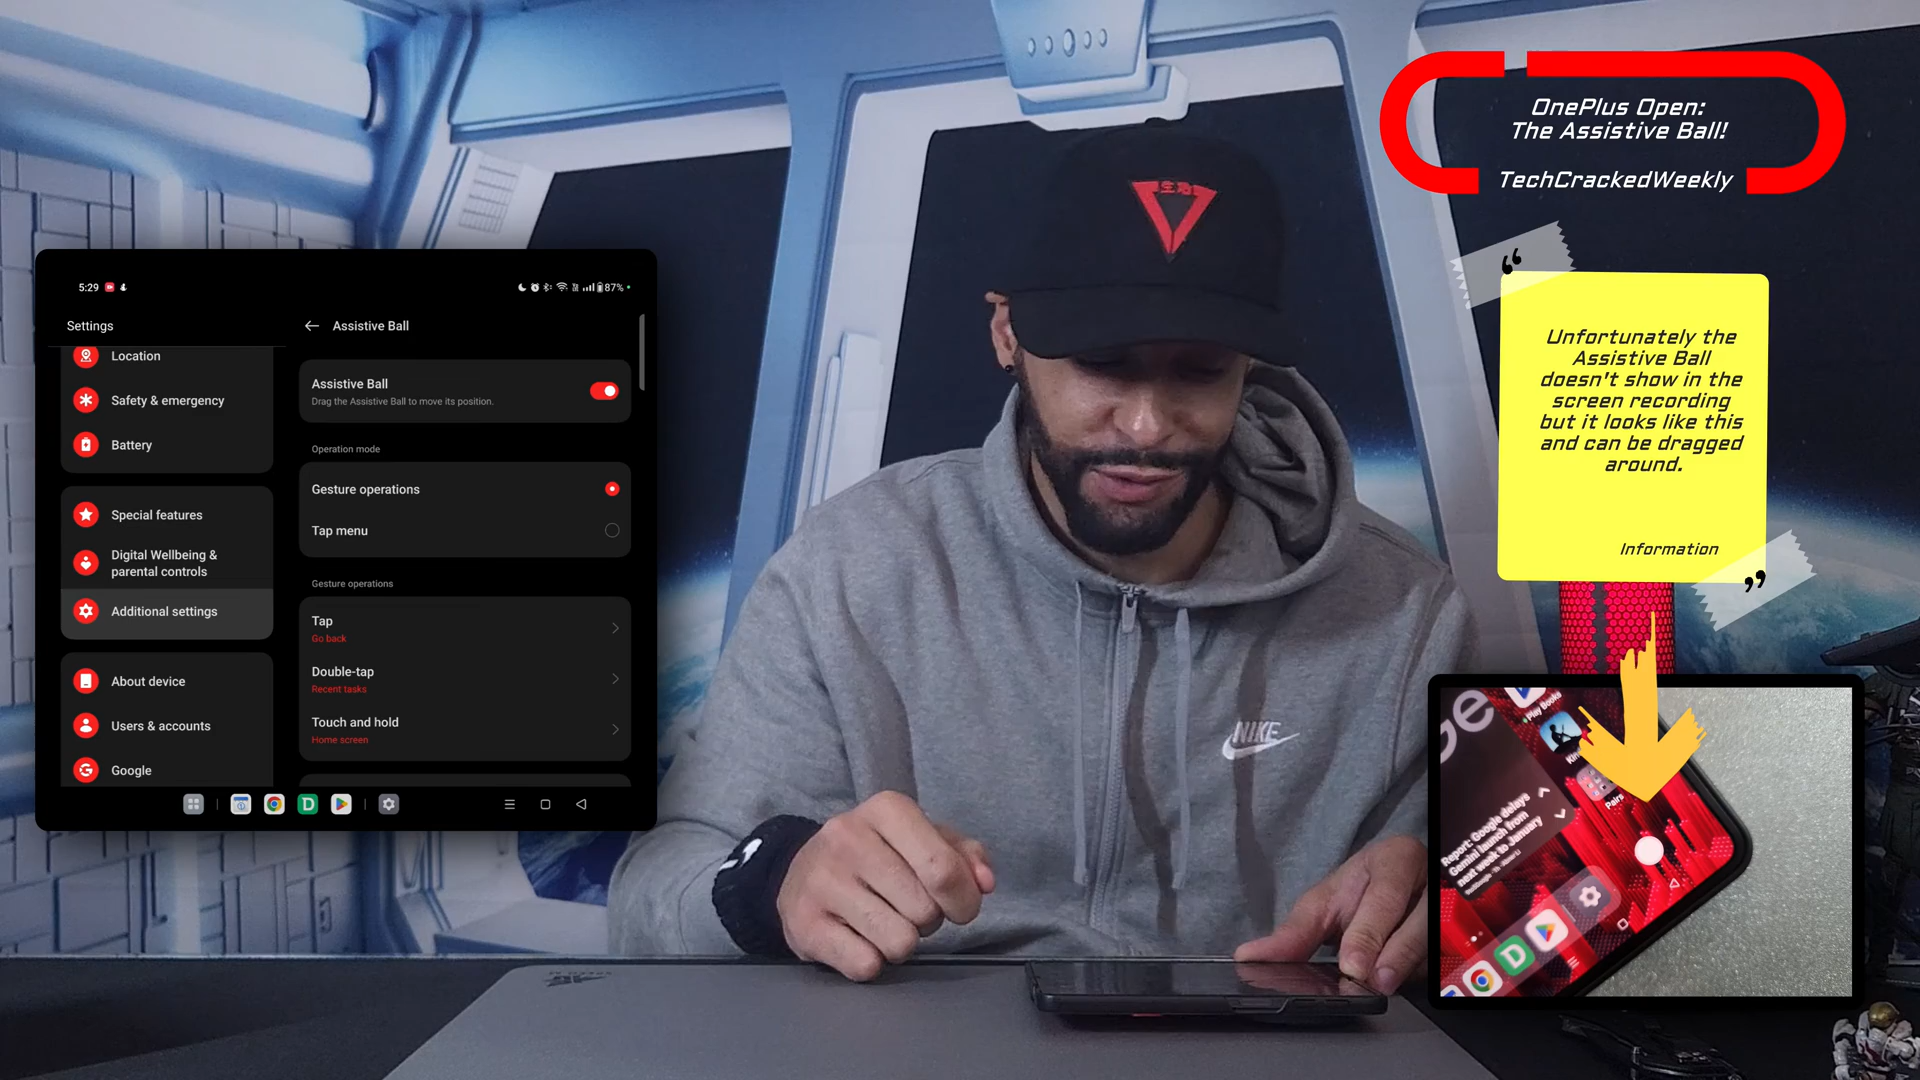 OnePlus Open:
The Assistive Ball!
TechCrackedWeekly
“
Unfortunately the
Assistive Ball
doesn't show in the
screen recording
but it looks like this
and can be dragged
around.
Information
”
5:29
87%
Settings
Location
Safety & emergency
Battery
Special features
Digital Wellbeing &
parental controls
Additional settings
About device
Users & accounts
Google
Assistive Ball
Assistive Ball
Drag the Assistive Ball to move its position.
Operation mode
Gesture operations
Tap menu
Gesture operations
Tap
Go back
Double-tap
Recent tasks
Touch and hold
Home screen
D
生活
NIKE
Play Books
Pairs
Report: Google delays
Gemini launch from
next week to January
D